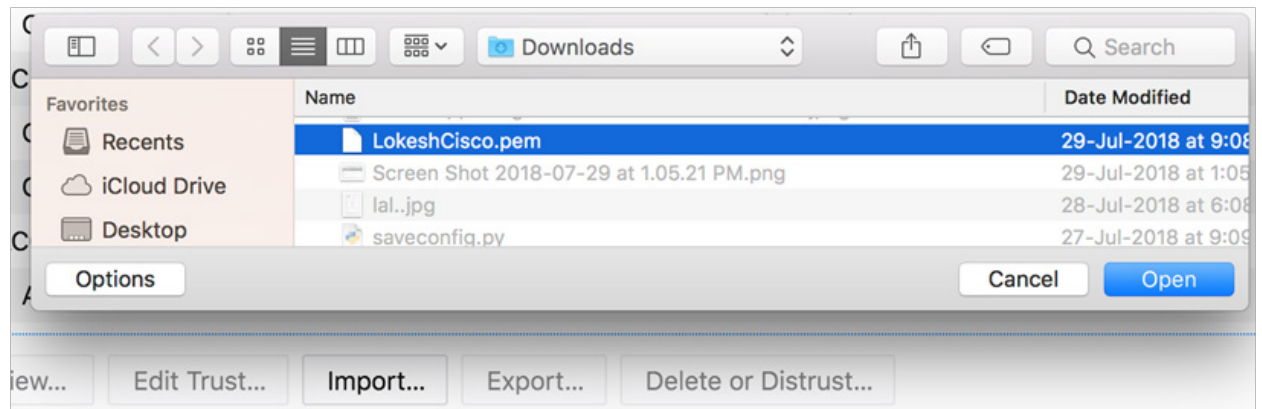 Downloads
Search
Favorites
Name
Date Modified
Recents
LokeshCisco.pem
29-Jul-2018 at 9:08
Screen Shot 2018-07-29 at 1.05.21 PM.png
29-Jul-2018 at 1:05
iCloud Drive
lal..jpg
28-Jul-2018 at 6:08
Desktop
saveconfig.py
27-Jul-2018 at 9:09
Options
Cancel
Open
iew...
Edit Trust...
Import...
Export...
Delete or Distrust...